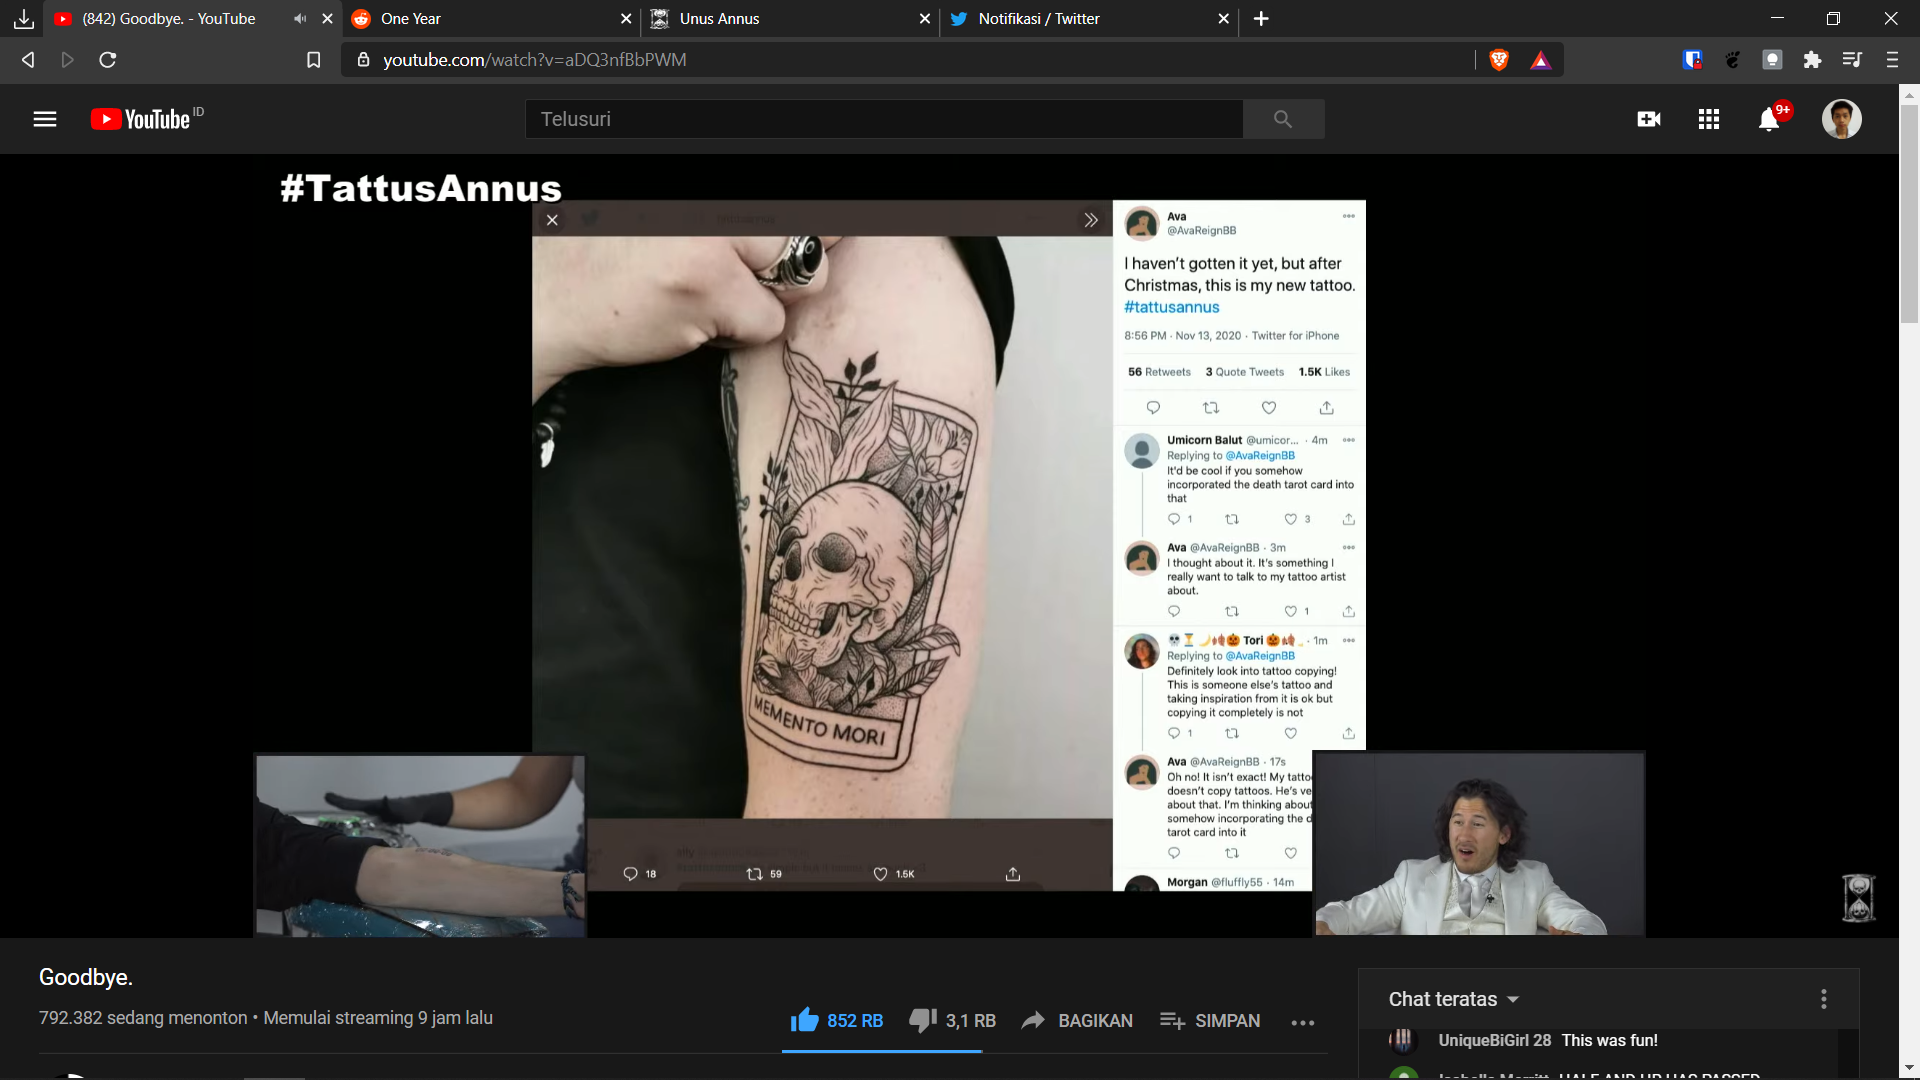 (842) Goodbye. - YouTube
One Year
Unus Annus
Notifikasi / Twitter
youtube.com/watch?v=aDQ3nfBbPWM
YouTube ID
Telusuri
9+
#TattusAnnus
Ava
@AvaReignBB
I haven't gotten it yet, but after
Christmas, this is my new tattoo.
#tattusannus
8:56 PM · Nov 13, 2020 · Twitter for iPhone
56 Retweets 3 Quote Tweets 1.5K Likes
Umicorn Balut @umicor... · 4m
Replying to @AvaReignBB
It'd be cool if you somehow
incorporated the death tarot card into
that
1 3
Ava @AvaReignBB · 3m
I thought about it. It's something I
really want to talk to my tattoo artist
about.
1
Tori · 1m
Replying to @AvaReignBB
Definitely look into tattoo copying!
This is someone else's tattoo and
taking inspiration from it is ok but
copying it completely is not
1
Ava @AvaReignBB · 17s
Oh no! It isn't exact! My tatto
doesn't copy tattoos. He's ve
about that. I'm thinking about
somehow incorporating the d
tarot card into it
Morgan @fluffly55 · 14m
MEMENTO MORI
18 59 1.5K
Goodbye.
792.382 sedang menonton • Memulai streaming 9 jam lalu
852 RB 3,1 RB BAGIKAN SIMPAN
Chat teratas
UniqueBiGirl 28 This was fun!